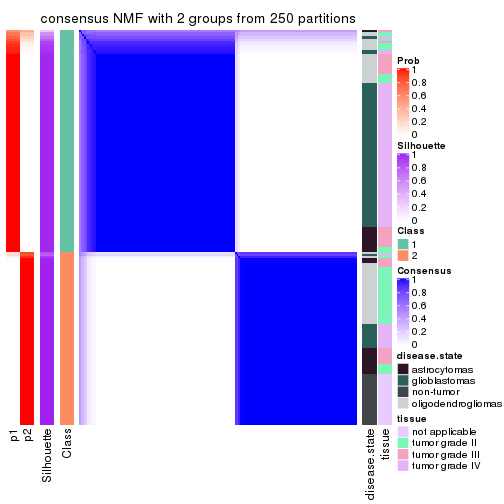 consensus NMF with 2 groups from 250 partitions
Prob
1
0.8
0.6
0.4
0.2
0
Silhouette
1
0.8
0.6
0.4
0.2
0
Class
1
2
Consensus
1
0.8
0.6
0.4
0.2
0
disease.state
astrocytomas
glioblastomas
non-tumor
oligodendrogliomas
tissue
not applicable
tumor grade II
tumor grade III
tumor grade IV
p1
p2
Silhouette
Class
disease.state
tissue